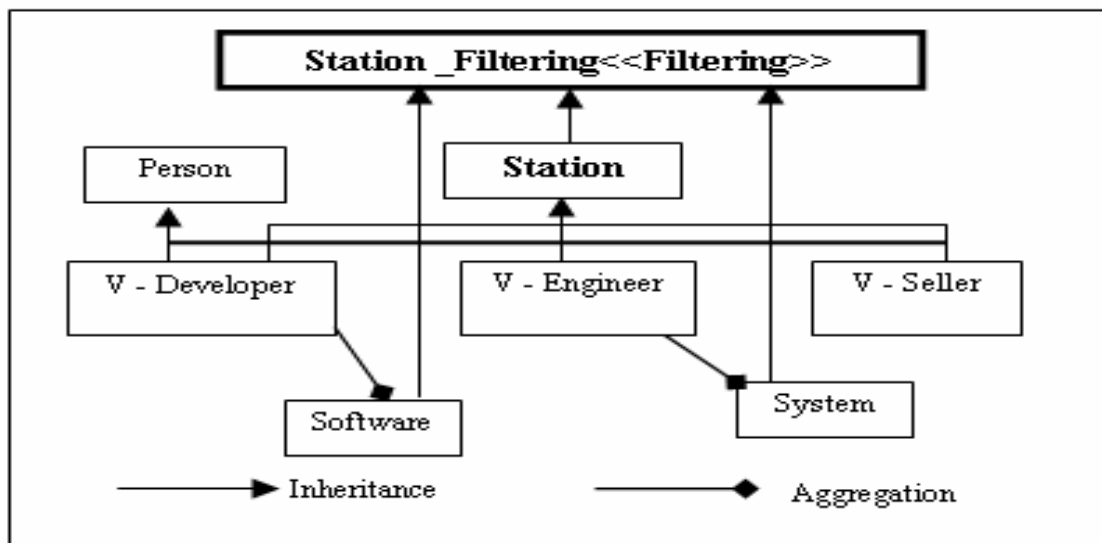 Station _Filtering<<Filtering>>
Person
Station
V - Developer
V - Engineer
V - Seller
Software
System
Inheritance
Aggregation